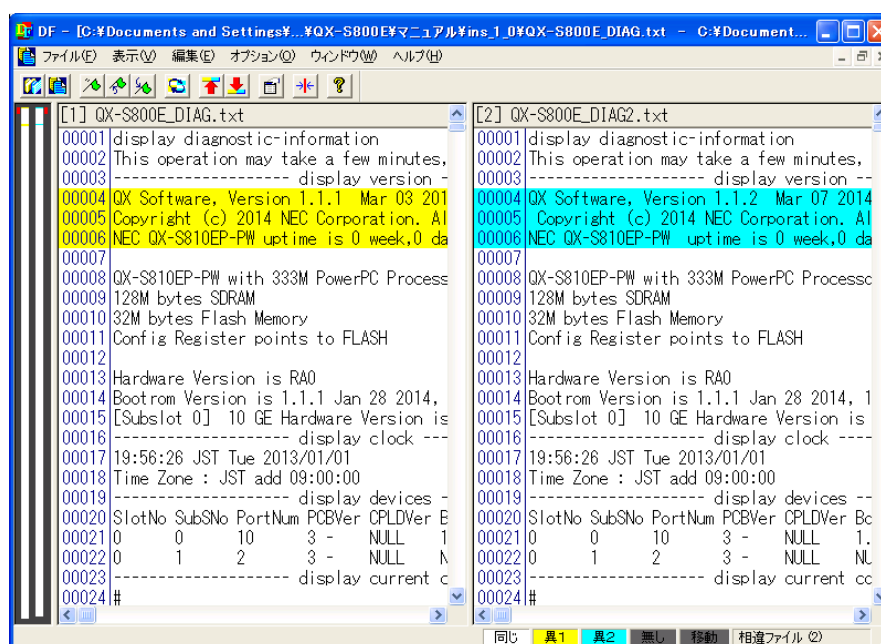 DF - [C:¥Documents and Settings¥...¥QX-S800E¥マニュアル¥ins_1_0¥QX-S800E_DIAG.txt - C:¥Document...
ファイル(F) 表示(V) 編集(E) オプション(O) ウィンドウ(W) ヘルプ(H)
[1] QX-S800E_DIAG.txt
00001 display diagnostic-information
00002 This operation may take a few minutes,
00003 -------------------- display version -
00004 QX Software, Version 1.1.1 Mar 03 201
00005 Copyright (c) 2014 NEC Corporation. Al
00006 NEC QX-S810EP-PW uptime is 0 week,0 da
00007
00008 QX-S810EP-PW with 333M PowerPC Process
00009 128M bytes SDRAM
00010 32M bytes Flash Memory
00011 Config Register points to FLASH
00012
00013 Hardware Version is RA0
00014 Bootrom Version is 1.1.1 Jan 28 2014,
00015 [Subslot 0] 10 GE Hardware Version is
00016 -------------------- display clock ---
00017 19:56:26 JST Tue 2013/01/01
00018 Time Zone : JST add 09:00:00
00019 -------------------- display devices -
00020 SlotNo SubSNo PortNum PCBVer CPLDVer B
00021 0 0 10 3 - NULL 1
00022 0 1 2 3 - NULL N
00023 -------------------- display current c
00024 #
[2] QX-S800E_DIAG2.txt
00001 display diagnostic-information
00002 This operation may take a few minutes,
00003 -------------------- display version --
00004 QX Software, Version 1.1.2 Mar 07 2014
00005 Copyright (c) 2014 NEC Corporation. Al
00006 NEC QX-S810EP-PW uptime is 0 week,0 da
00007
00008 QX-S810EP-PW with 333M PowerPC Processo
00009 128M bytes SDRAM
00010 32M bytes Flash Memory
00011 Config Register points to FLASH
00012
00013 Hardware Version is RA0
00014 Bootrom Version is 1.1.1 Jan 28 2014, 1
00015 [Subslot 0] 10 GE Hardware Version is
00016 -------------------- display clock ----
00017 19:56:26 JST Tue 2013/01/01
00018 Time Zone : JST add 09:00:00
00019 -------------------- display devices --
00020 SlotNo SubSNo PortNum PCBVer CPLDVer Bo
00021 0 0 10 3 - NULL 1.
00022 0 1 2 3 - NULL NU
00023 -------------------- display current co
00024 #
同じ 異1 異2 無し 移動 相違ファイル (2)